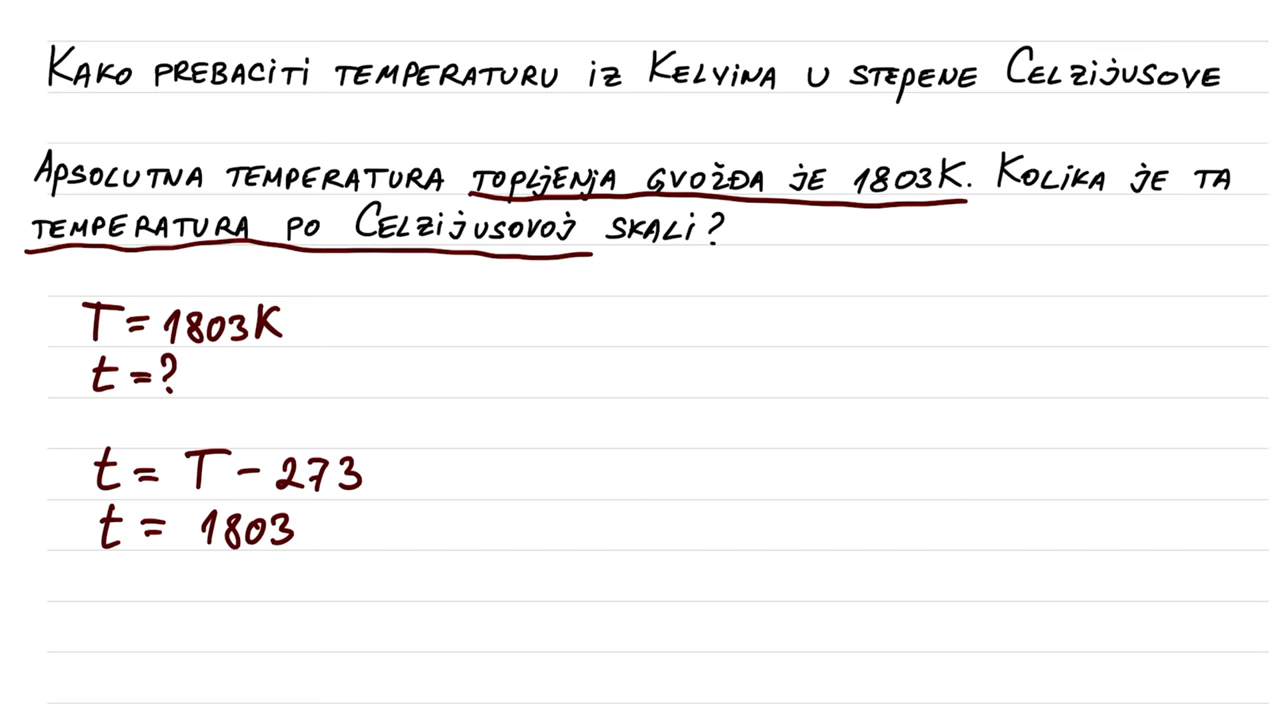 KAKO PREBACITI TEMPERATURU IZ KELVINA U STEPENE CELZIJUSOVE
APSOLUTNA TEMPERATURA TOPLJENJA GVOŽĐA JE 1803K. KOLIKA JE TA
TEMPERATURA PO CELZIJUSOVOJ SKALI?
T = 1803K
t = ?
t = T - 273
t = 1803